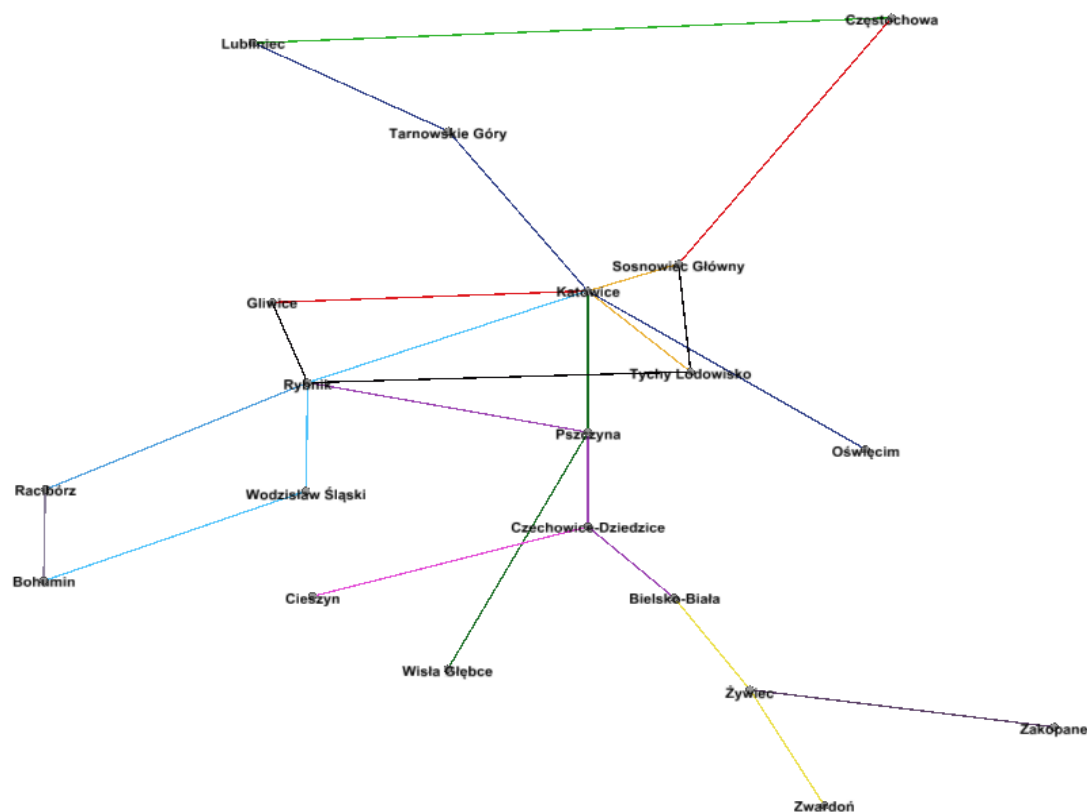 Częstochowa
Lubliniec
Tarnowskie Góry
Sosnowiec Główny
Katowice
Gliwice
Tychy Lodowisko
Rybnik
Pszczyna
Oświęcim
Racibórz
Wodzisław Śląski
Czechowice-Dziedzice
Bohumin
Cieszyn
Bielsko-Biała
Wisła Głębce
Żywiec
Zakopane
Zwardoń